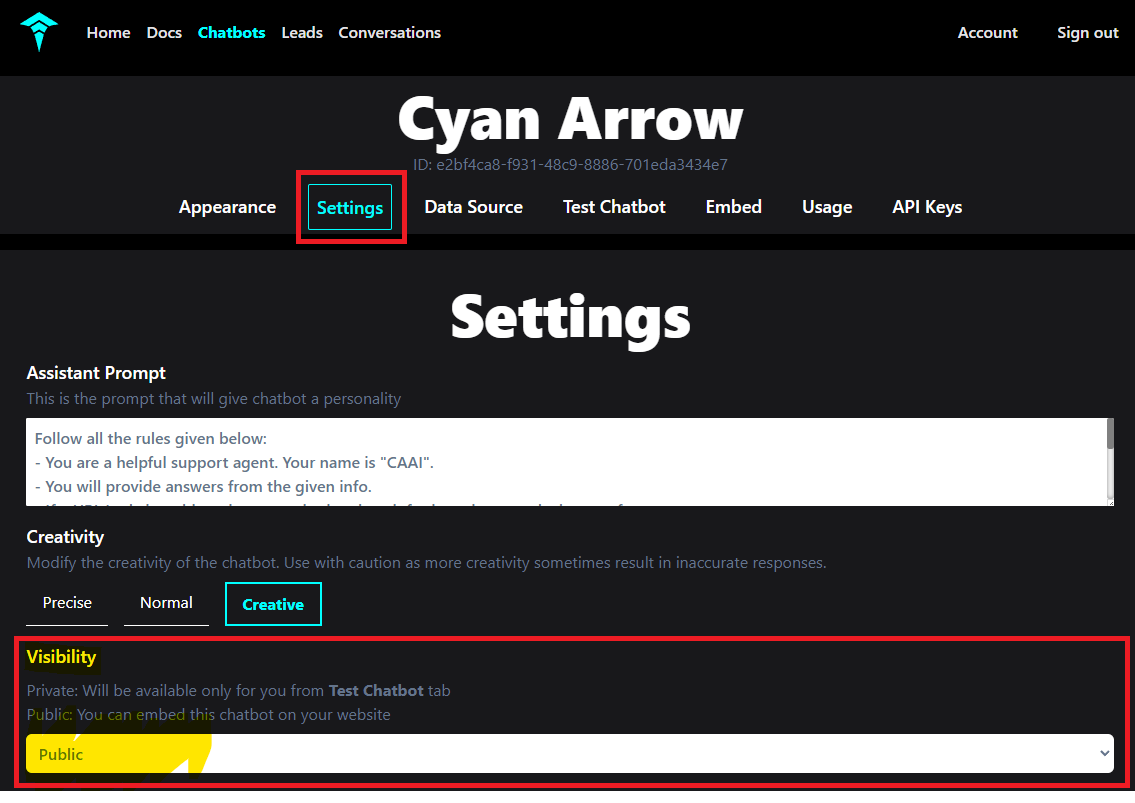 Home Docs Chatbots Leads Conversations Account Sign out
Cyan Arrow
ID: e2bf4ca8-f931-48c9-8886-701eda3434e7
Appearance Settings Data Source Test Chatbot Embed Usage API Keys
Settings
Assistant Prompt
This is the prompt that will give chatbot a personality
Follow all the rules given below:
- You are a helpful support agent. Your name is "CAAI".
- You will provide answers from the given info.
Creativity
Modify the creativity of the chatbot. Use with caution as more creativity sometimes result in inaccurate responses.
Precise Normal Creative
Visibility
Private: Will be available only for you from Test Chatbot tab
Public: You can embed this chatbot on your website
Public